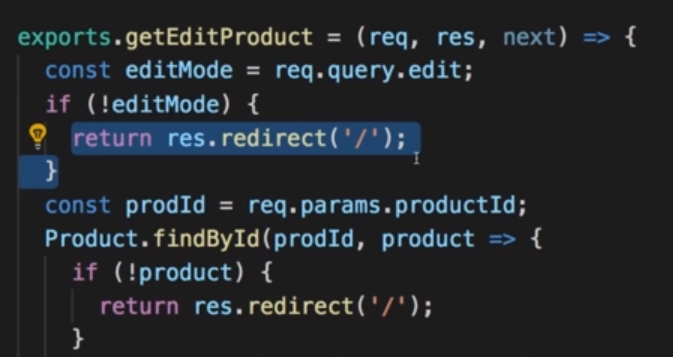 exports.getEditProduct = (req, res, next) => {
  const editMode = req.query.edit;
  if (!editMode) {
    return res.redirect('/');
  }
  const prodId = req.params.productId;
  Product.findById(prodId, product => {
    if (!product) {
      return res.redirect('/');
    }